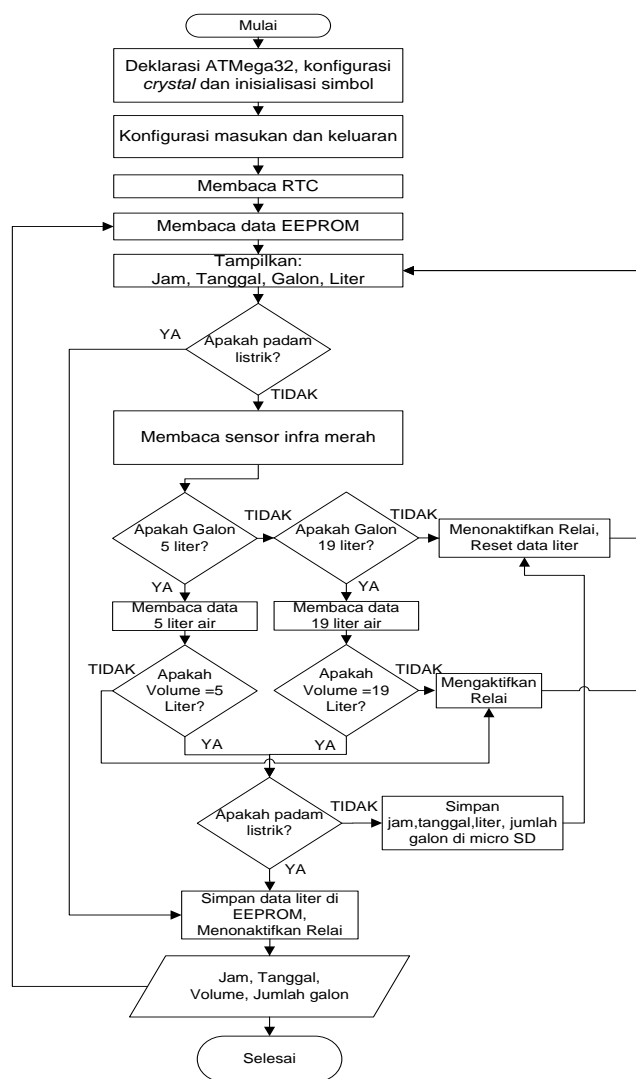 Mulai
Deklarasi ATMega32, konfigurasi
crystal dan inisialisasi simbol
Konfigurasi masukan dan keluaran
Membaca RTC
Membaca data EEPROM
Tampilkan:
Jam, Tanggal, Galon, Liter
YA
Apakah padam
listrik?
TIDAK
Membaca sensor infra merah
Apakah Galon
5 liter?
TIDAK
Apakah Galon
19 liter?
TIDAK
Menonaktifkan Relai,
Reset data liter
YA
YA
Membaca data
5 liter air
Membaca data
19 liter air
TIDAK
Apakah
Volume =5
Liter?
Apakah
Volume =19
Liter?
TIDAK
Mengaktifkan
Relai
YA
YA
Apakah padam
listrik?
TIDAK
Simpan
jam,tanggal,liter, jumlah
galon di micro SD
YA
Simpan data liter di
EEPROM,
Menonaktifkan Relai
Jam, Tanggal,
Volume, Jumlah galon
Selesai